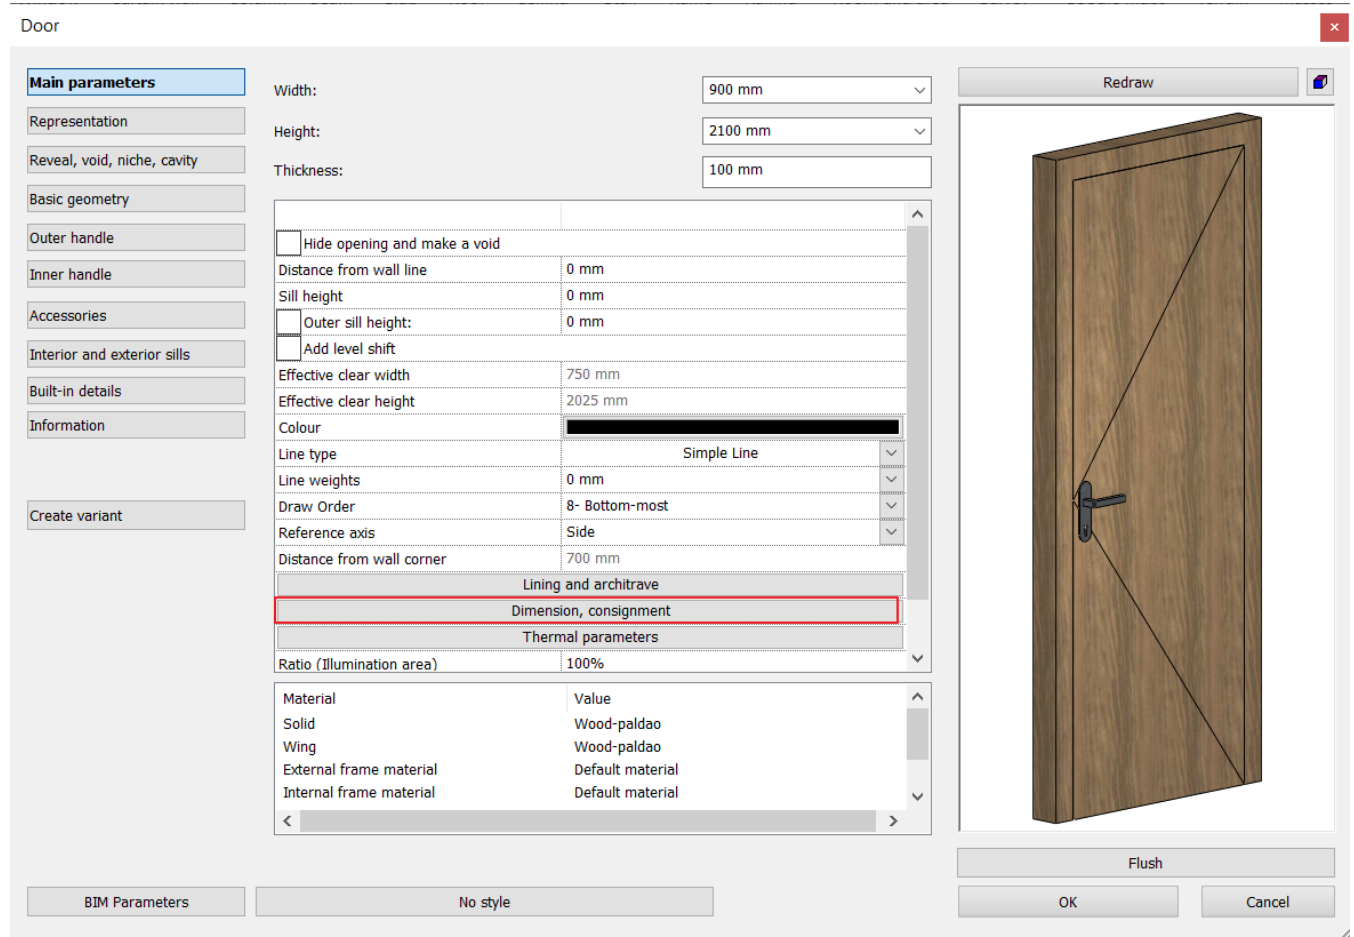 Door
Main parameters
Representation
Reveal, void, niche, cavity
Basic geometry
Outer handle
Inner handle
Accessories
Interior and exterior sills
Built-in details
Information
Create variant
Width: 900 mm
Height: 2100 mm
Thickness: 100 mm
Hide opening and make a void
Distance from wall line 0 mm
Sill height 0 mm
Outer sill height: 0 mm
Add level shift
Effective clear width 750 mm
Effective clear height 2025 mm
Colour
Line type Simple Line
Line weights 0 mm
Draw Order 8- Bottom-most
Reference axis Side
Distance from wall corner 700 mm
Lining and architrave
Dimension, consignment
Thermal parameters
Ratio (Illumination area) 100%
Material Value
Solid Wood-paldao
Wing Wood-paldao
External frame material Default material
Internal frame material Default material
Redraw
Flush
BIM Parameters
No style
OK
Cancel